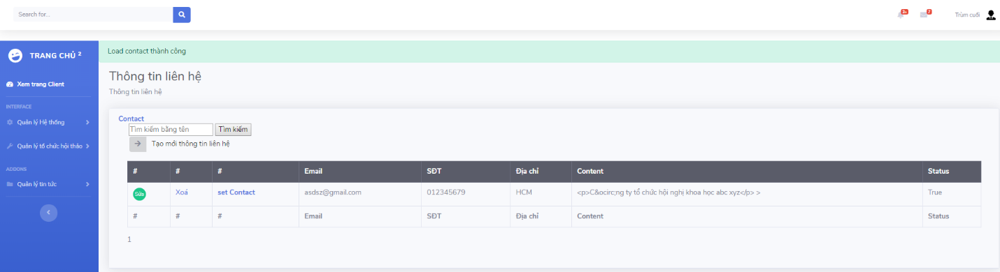 Search for...
3+
7
Trùm cuối
TRANG CHỦ 2
Load contact thành công
Thông tin liên hệ
Thông tin liên hệ
Xem trang Client
INTERFACE
Quản lý Hệ thống
Quản lý tổ chức hội thảo
ADDONS
Quản lý tin tức
Contact
Tìm kiếm bằng tên Tìm kiếm
Tạo mới thông tin liên hệ
# # # Email SĐT Địa chỉ Content Status
Sửa Xoá set Contact asdsz@gmail.com 012345679 HCM <p>C&ocirc;ng ty tổ chức hội nghị khoa học abc xyz</p> > True
# # # Email SĐT Địa chỉ Content Status
1